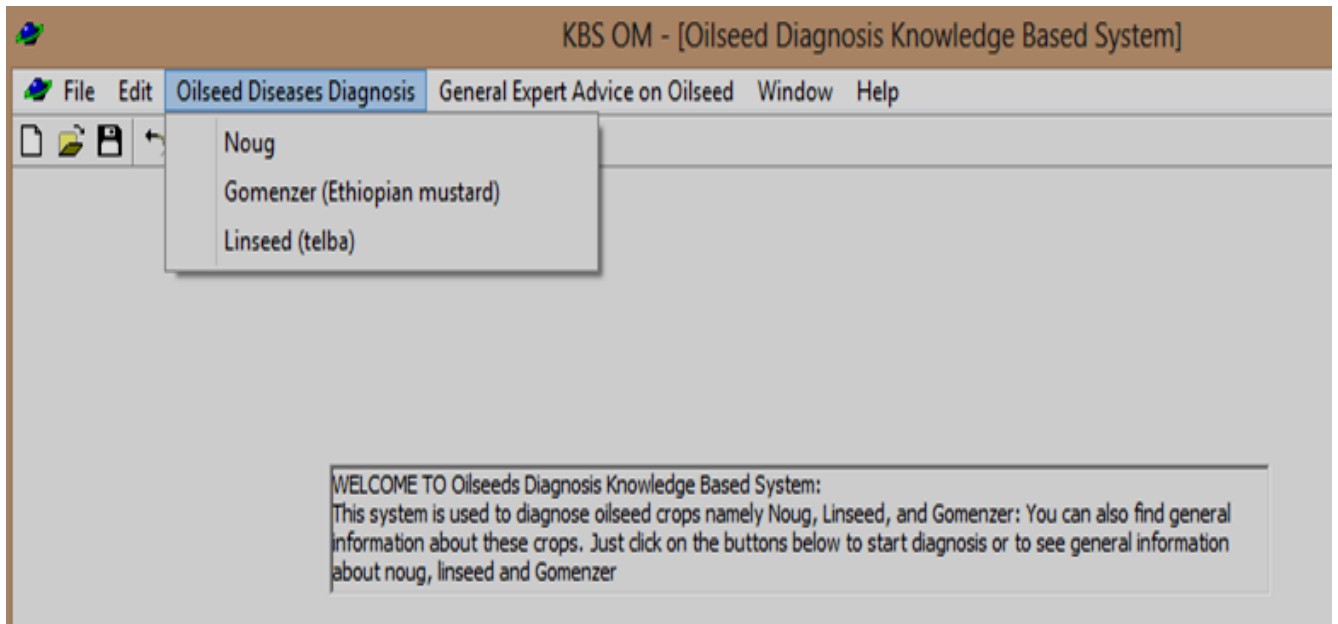 KBS OM - [Oilseed Diagnosis Knowledge Based System]
File Edit Oilseed Diseases Diagnosis General Expert Advice on Oilseed Window Help
Noug
Gomenzer (Ethiopian mustard)
Linseed (telba)
WELCOME TO Oilseeds Diagnosis Knowledge Based System:
This system is used to diagnose oilseed crops namely Noug, Linseed, and Gomenzer: You can also find general
information about these crops. Just click on the buttons below to start diagnosis or to see general information
about noug, linseed and Gomenzer